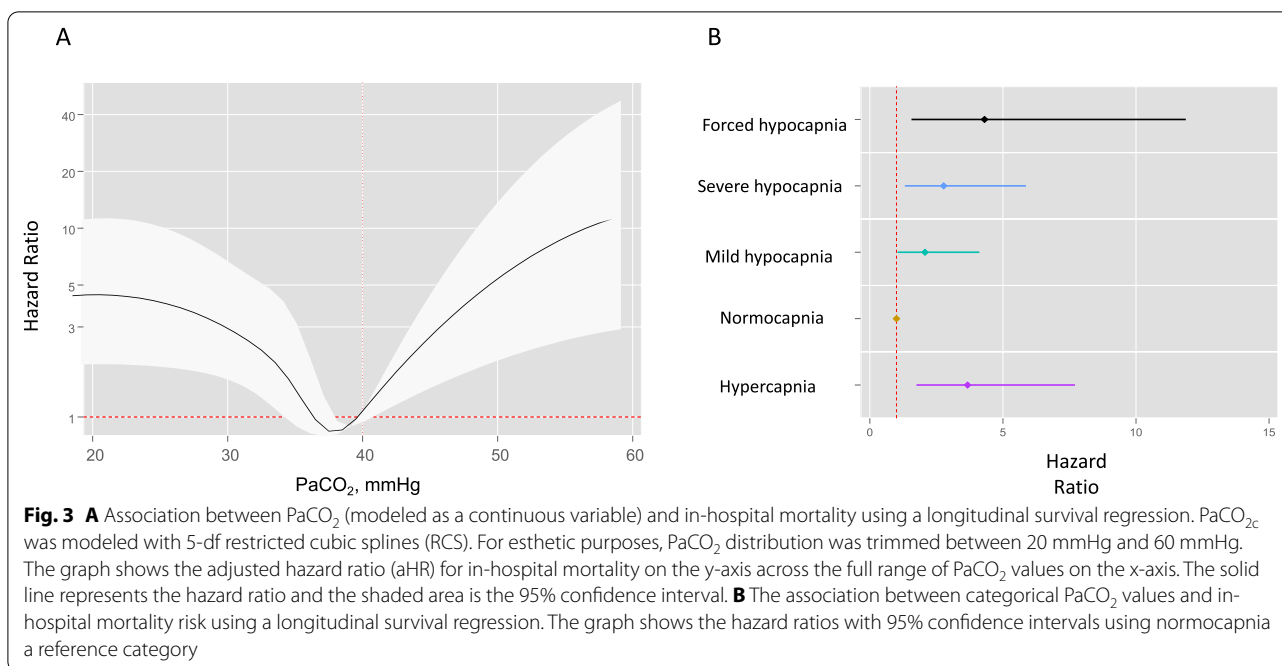 A
B
40
20
10
5
3
1
Hazard Ratio
20 30 40 50 60
PaCO2, mmHg
Forced hypocapnia
Severe hypocapnia
Mild hypocapnia
Normocapnia
Hypercapnia
0 5 10 15
Hazard
Ratio
Fig. 3 A Association between PaCO2 (modeled as a continuous variable) and in-hospital mortality using a longitudinal survival regression. PaCO2c
was modeled with 5-df restricted cubic splines (RCS). For esthetic purposes, PaCO2 distribution was trimmed between 20 mmHg and 60 mmHg.
The graph shows the adjusted hazard ratio (aHR) for in-hospital mortality on the y-axis across the full range of PaCO2 values on the x-axis. The solid
line represents the hazard ratio and the shaded area is the 95% confidence interval. B The association between categorical PaCO2 values and in-
hospital mortality risk using a longitudinal survival regression. The graph shows the hazard ratios with 95% confidence intervals using normocapnia
a reference category